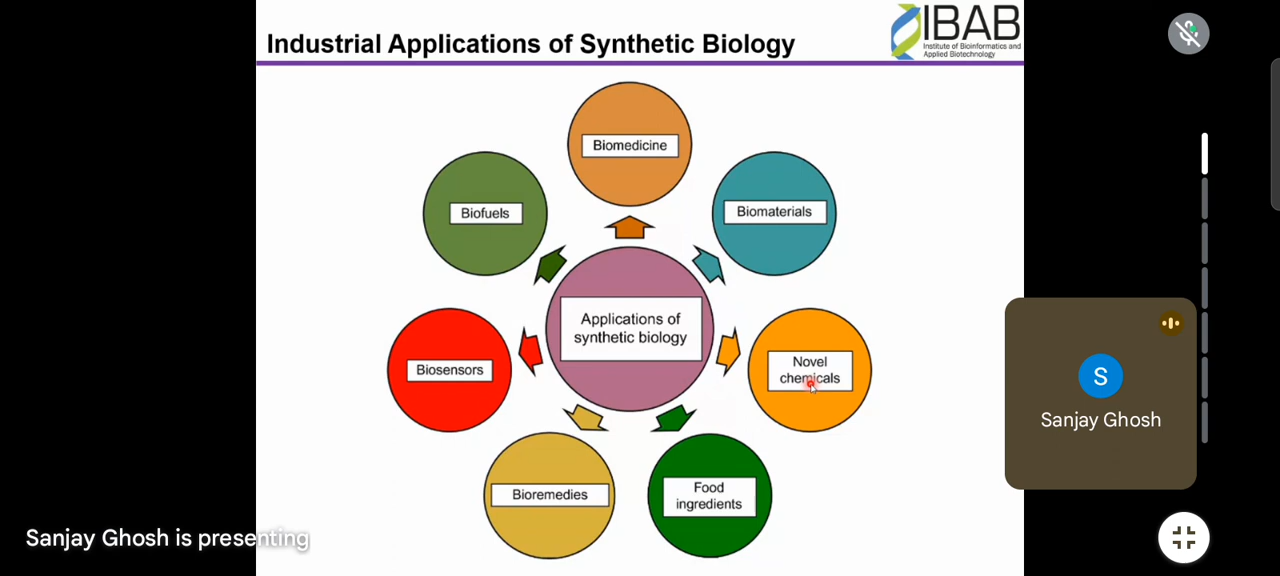 Industrial Applications of Synthetic Biology
IBAB
Institute of Bioinformatics and
Applied Biotechnology
Biomedicine
Biofuels
Biomaterials
Applications of
synthetic biology
Biosensors
Novel
chemicals
Bioremedies
Food
ingredients
S
Sanjay Ghosh
Sanjay Ghosh is presenting